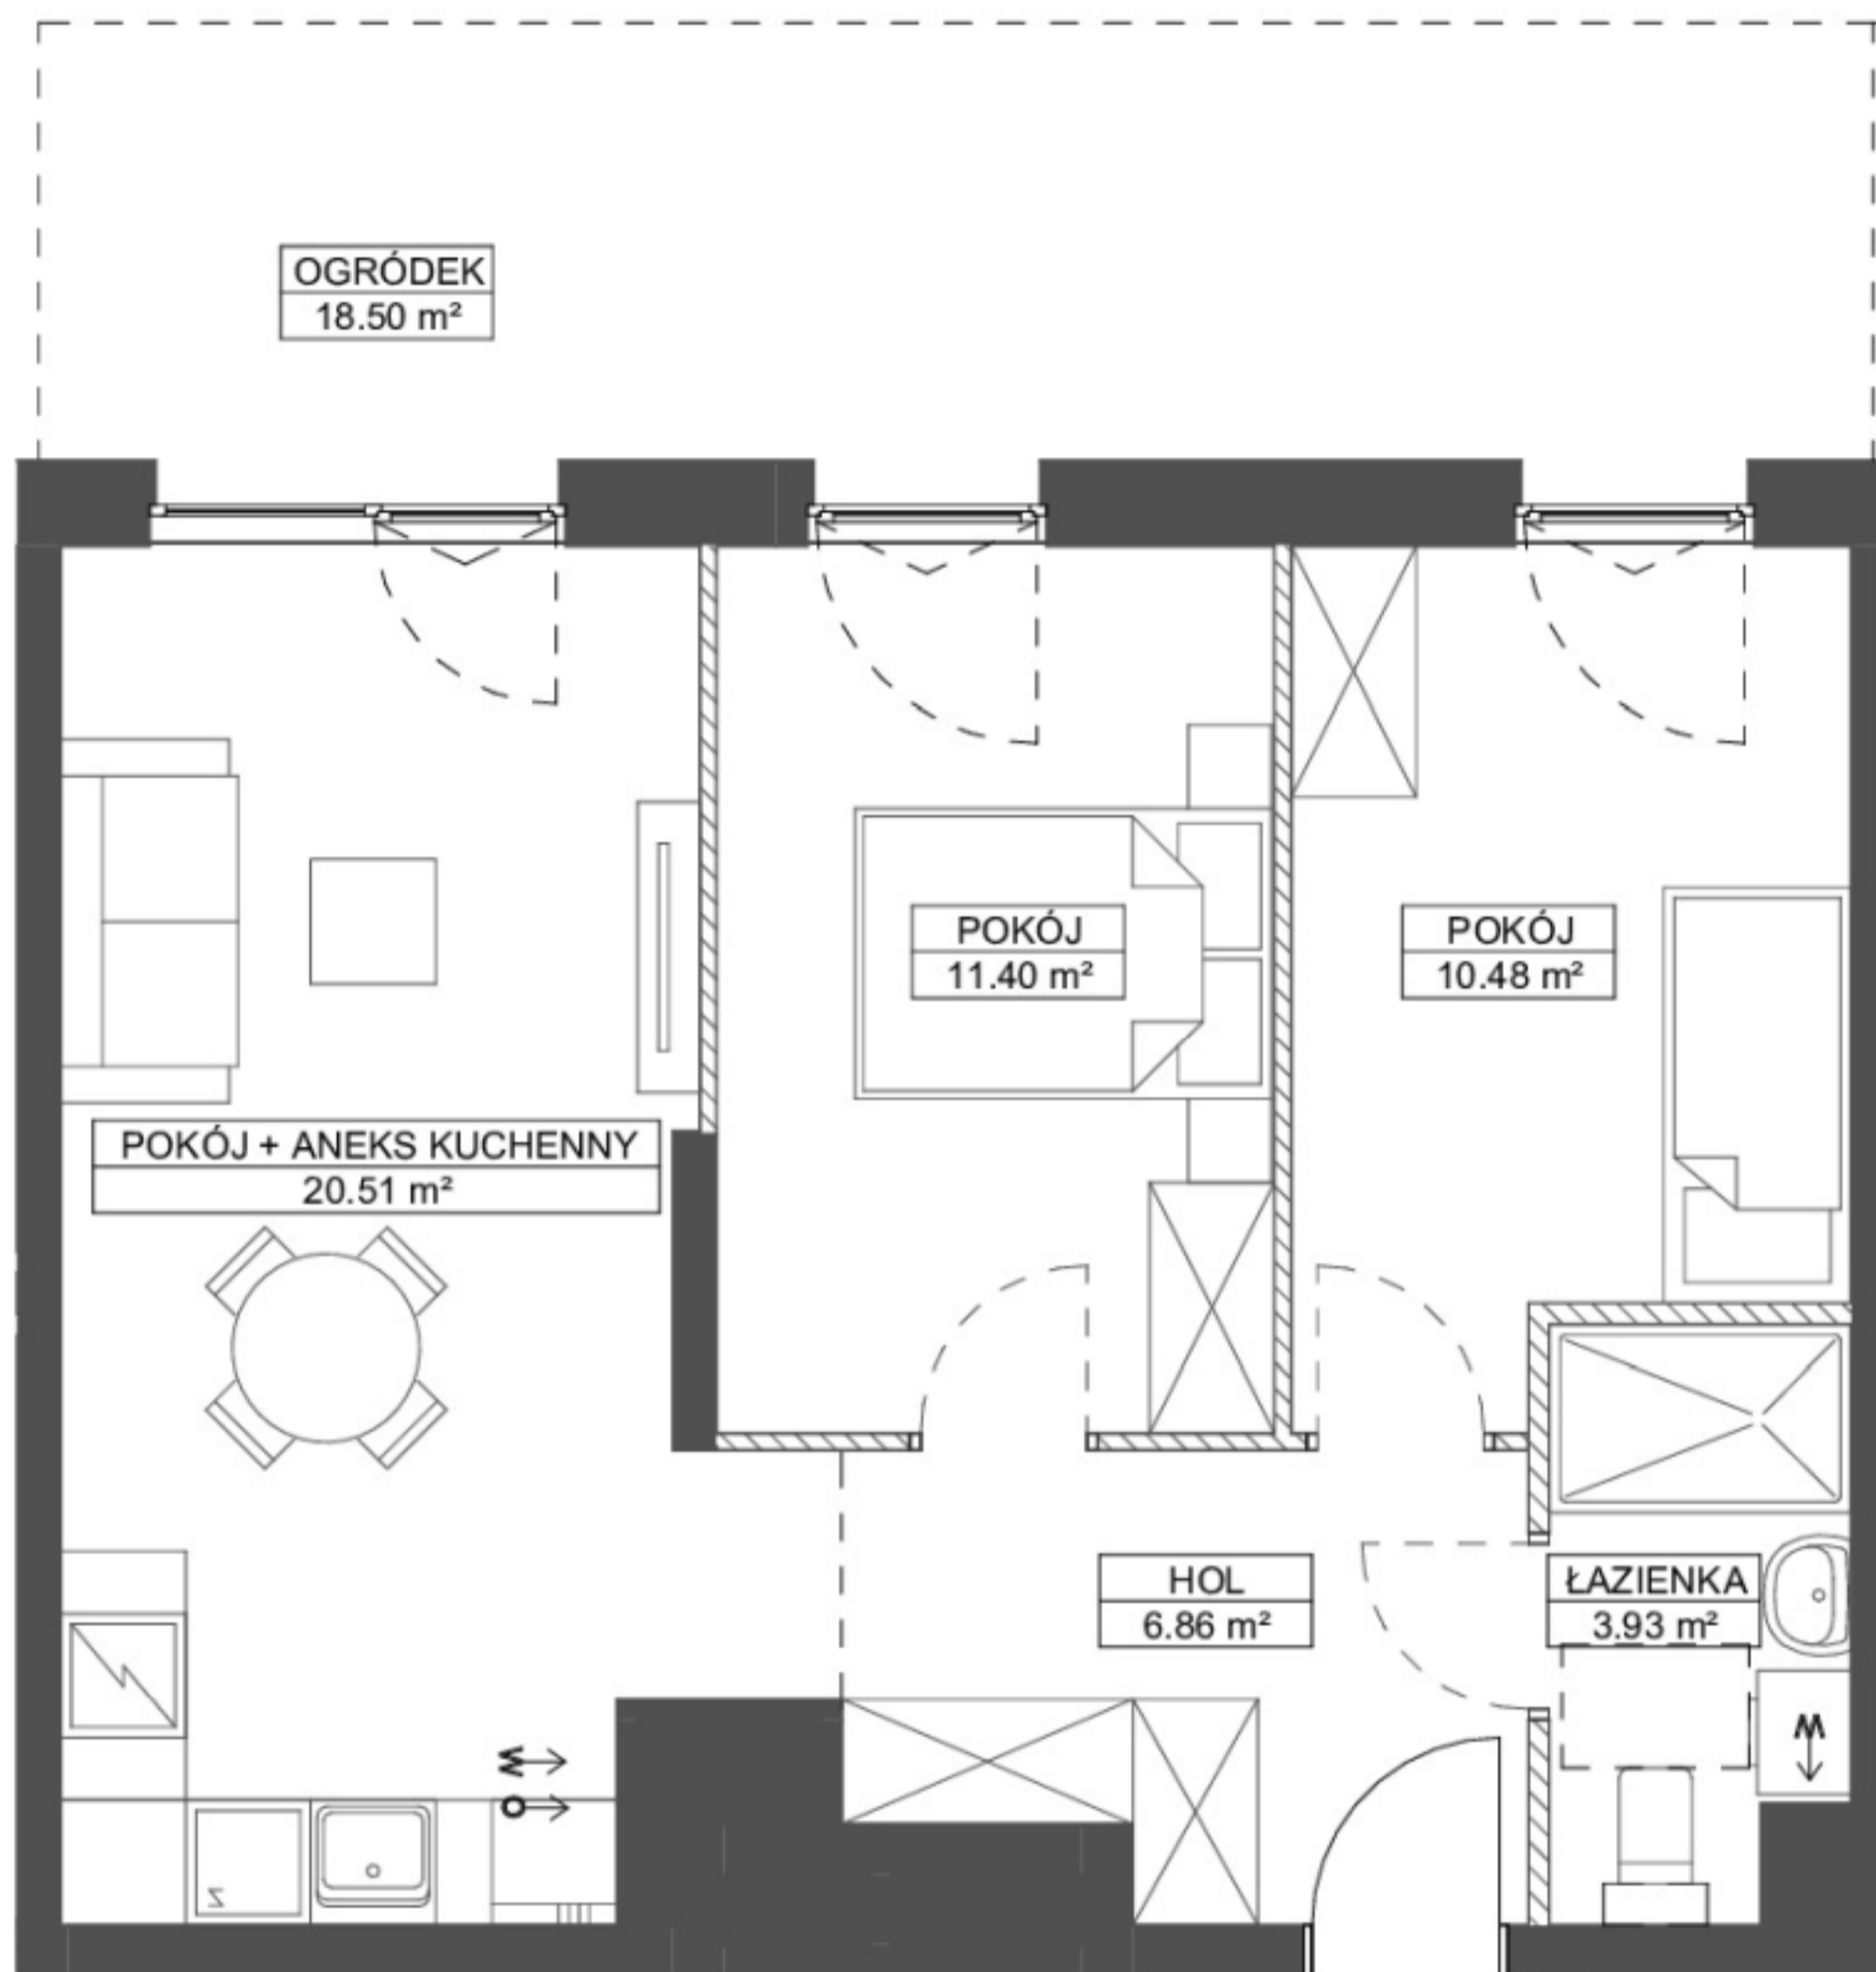 OGRÓDEK
18.50 m²
POKÓJ
11.40 m²
POKÓJ
10.48 m²
POKÓJ + ANEKS KUCHENNY
20.51 m²
HOL
6.86 m²
ŁAZIENKA
3.93 m²
W
O
Z
W